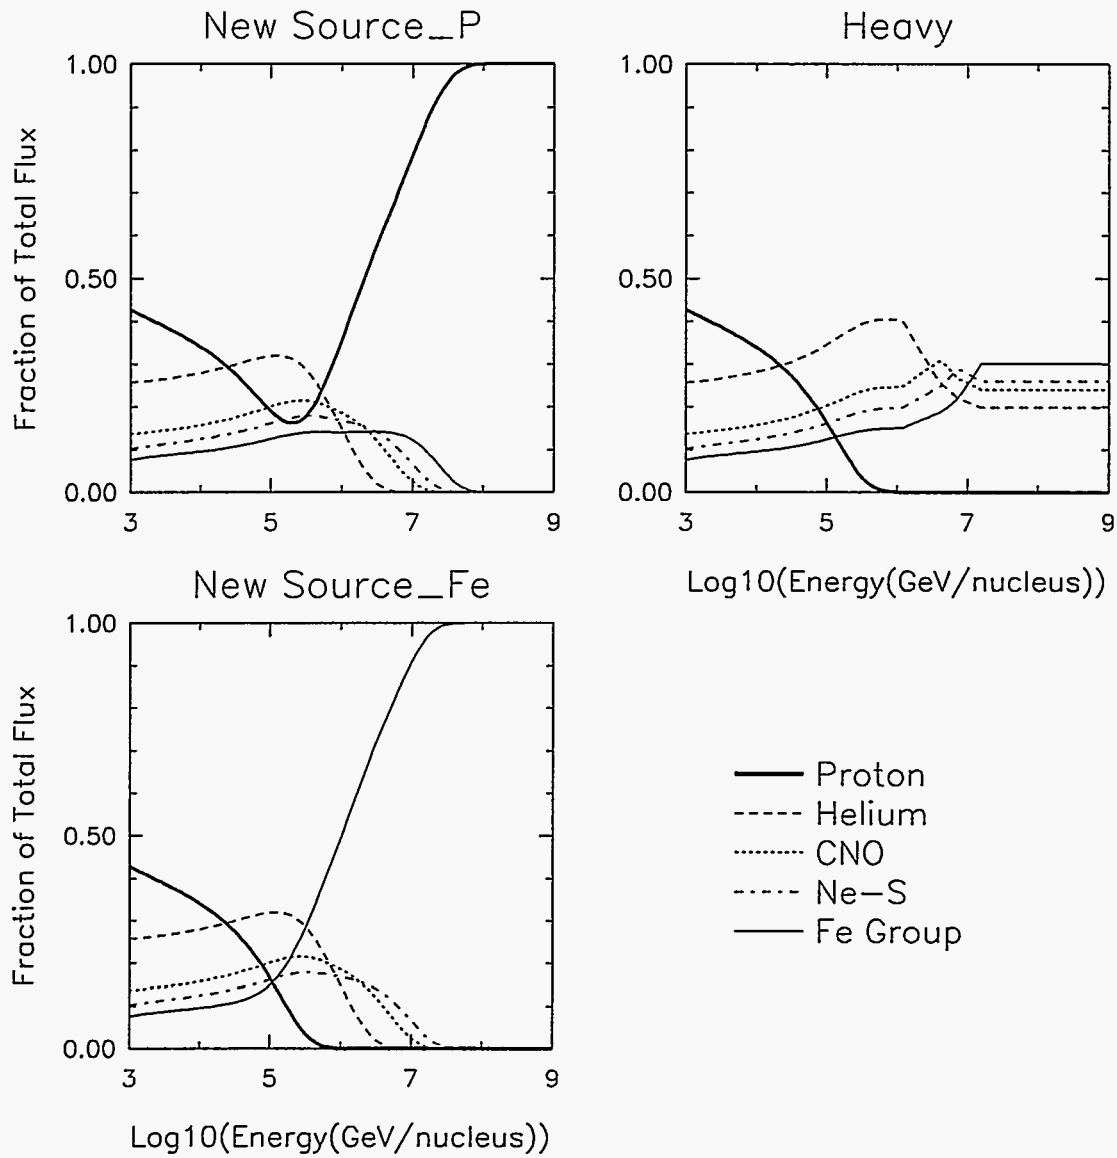 New Source_P
Heavy
1.00
0.50
0.00
3 5 7 9
Fraction of Total Flux
1.00
0.50
0.00
3 5 7 9
Log10(Energy(GeV/nucleus))
New Source_Fe
1.00
0.50
0.00
3 5 7 9
Fraction of Total Flux
Log10(Energy(GeV/nucleus))
Proton
Helium
CNO
Ne-S
Fe Group